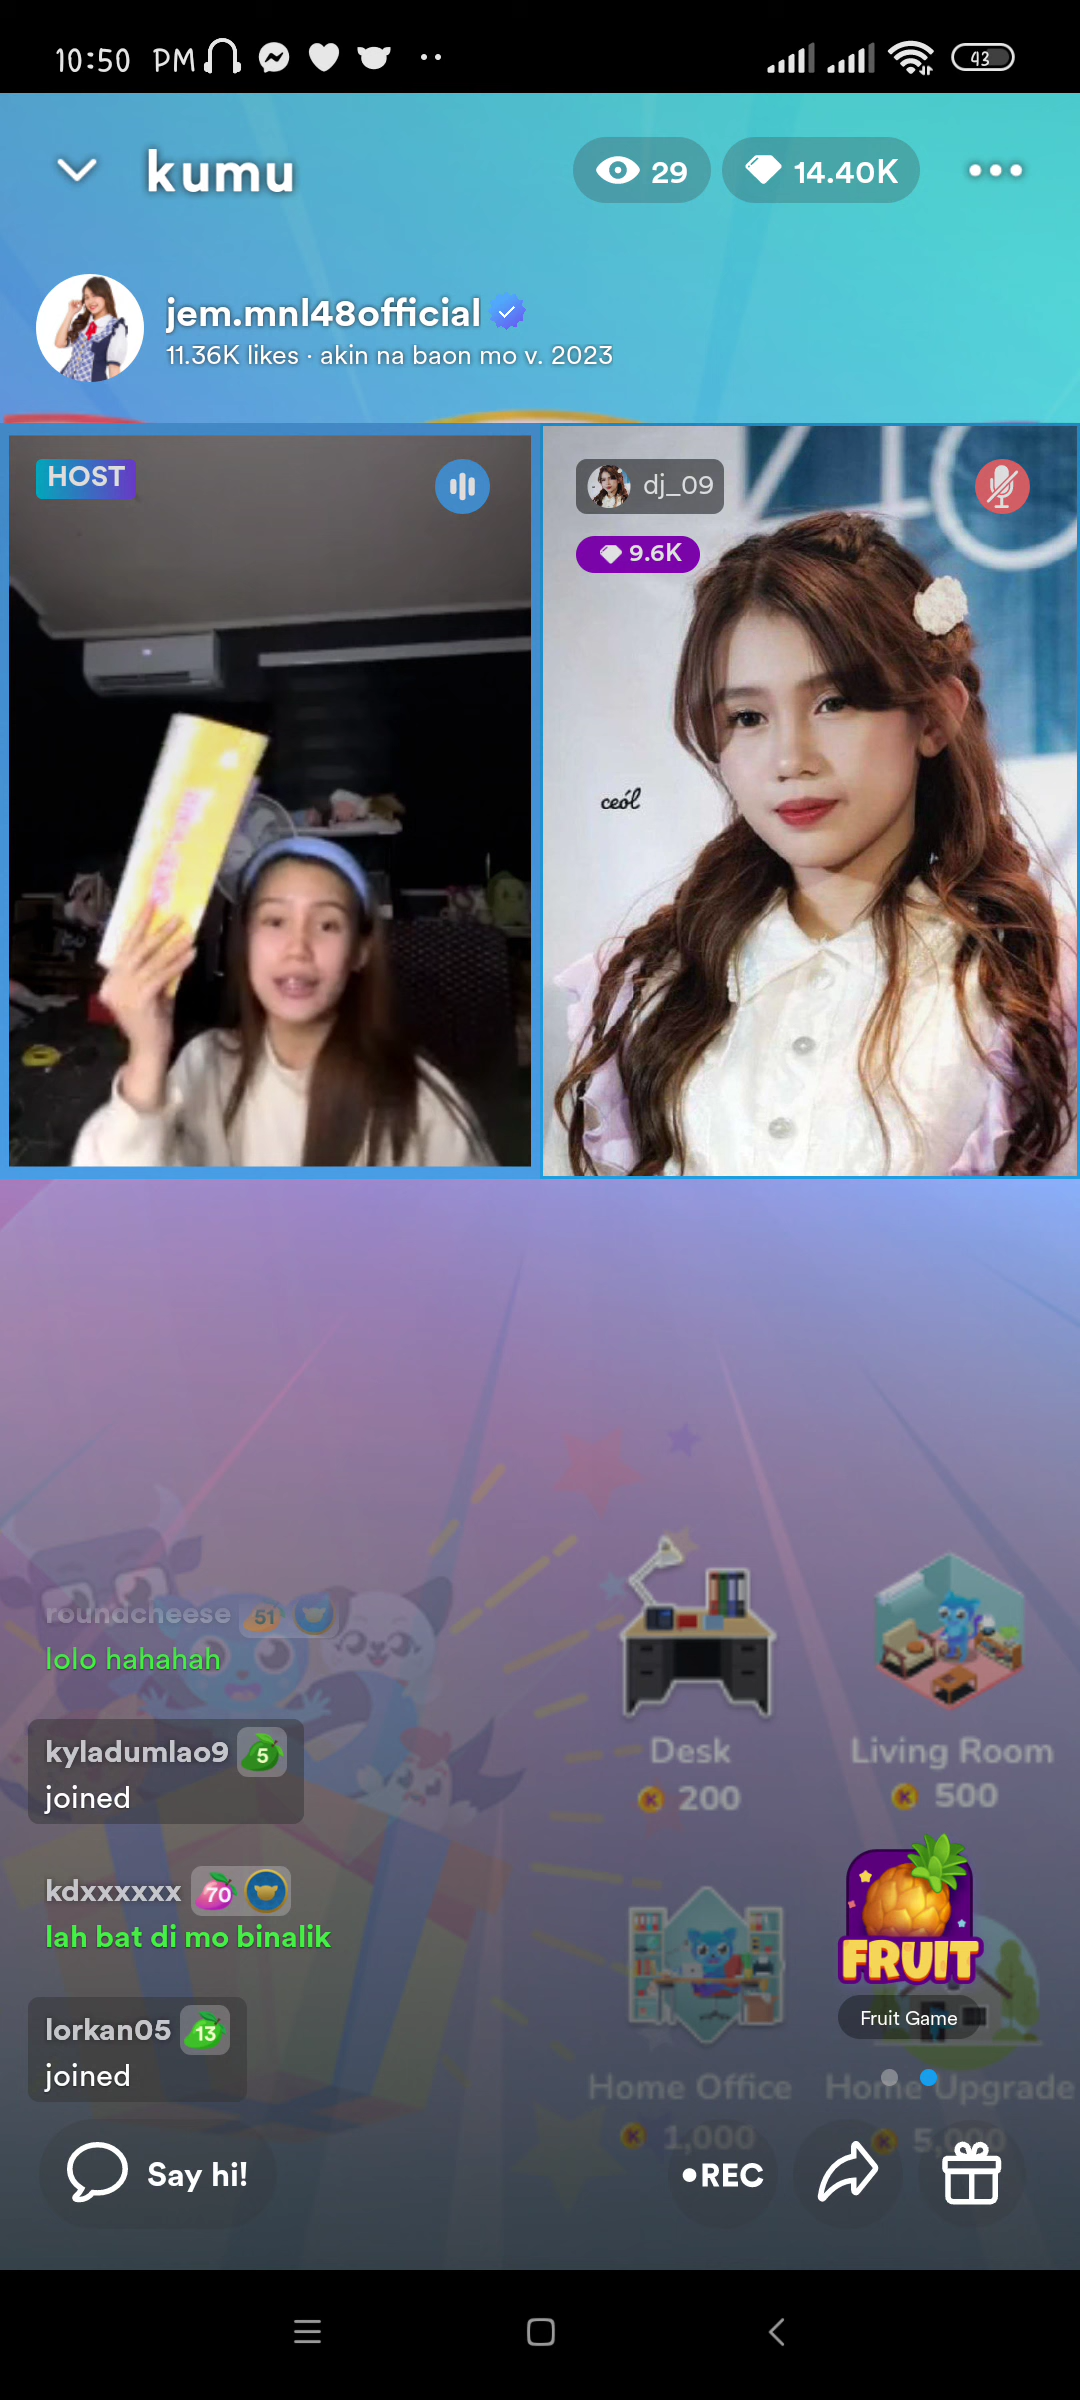 10:50 PM
43
kumu
29
14.40K
jem.mnl48official
11.36K likes · akin na baon mo v. 2023
HOST
dj_09
9.6K
ceól
roundcheese 51
lolo hahahah
kyladumlao9 5
joined
kdxxxxxx 70
lah bat di mo binalik
lorkan05 13
joined
Desk
200
Living Room
500
FRUIT
Fruit Game
Home Office
1,000
Home Upgrade
5,000
Say hi!
REC